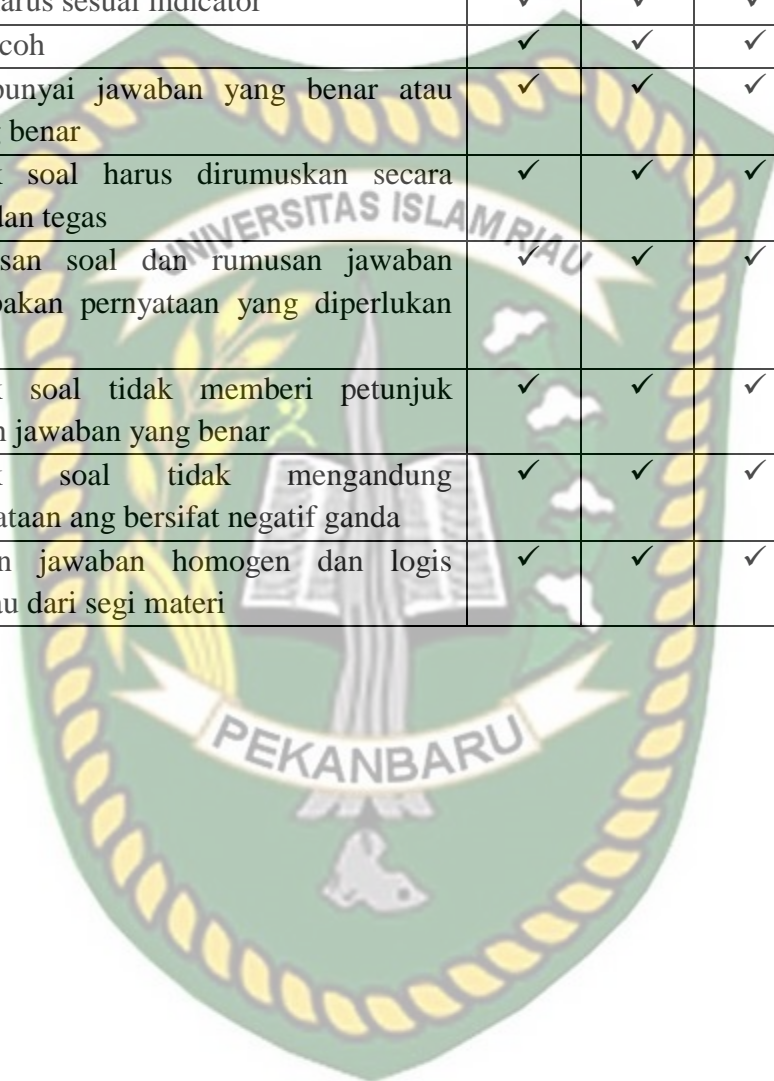 arus sesuai indicator ✓ ✓ ✓
coh ✓ ✓ ✓
punyai jawaban yang benar atau ✓ ✓ ✓
g benar
k soal harus dirumuskan secara ✓ ✓ ✓
dan tegas
usan soal dan rumusan jawaban ✓ ✓ ✓
pakan pernyataan yang diperlukan
k soal tidak memberi petunjuk ✓ ✓ ✓
h jawaban yang benar
k soal tidak mengandung ✓ ✓ ✓
ataan ang bersifat negatif ganda
n jawaban homogen dan logis ✓ ✓ ✓
au dari segi materi
UNIVERSITAS ISLAM RIAU
PEKANBARU